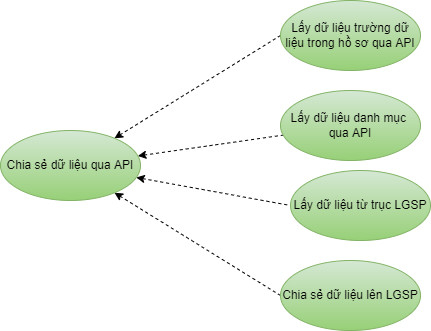 Lấy dữ liệu trường dữ
liệu trong hồ sơ qua API
Lấy dữ liệu danh mục
qua API
Chia sẻ dữ liệu qua API
Lấy dữ liệu từ trục LGSP
Chia sẻ dữ liệu lên LGSP